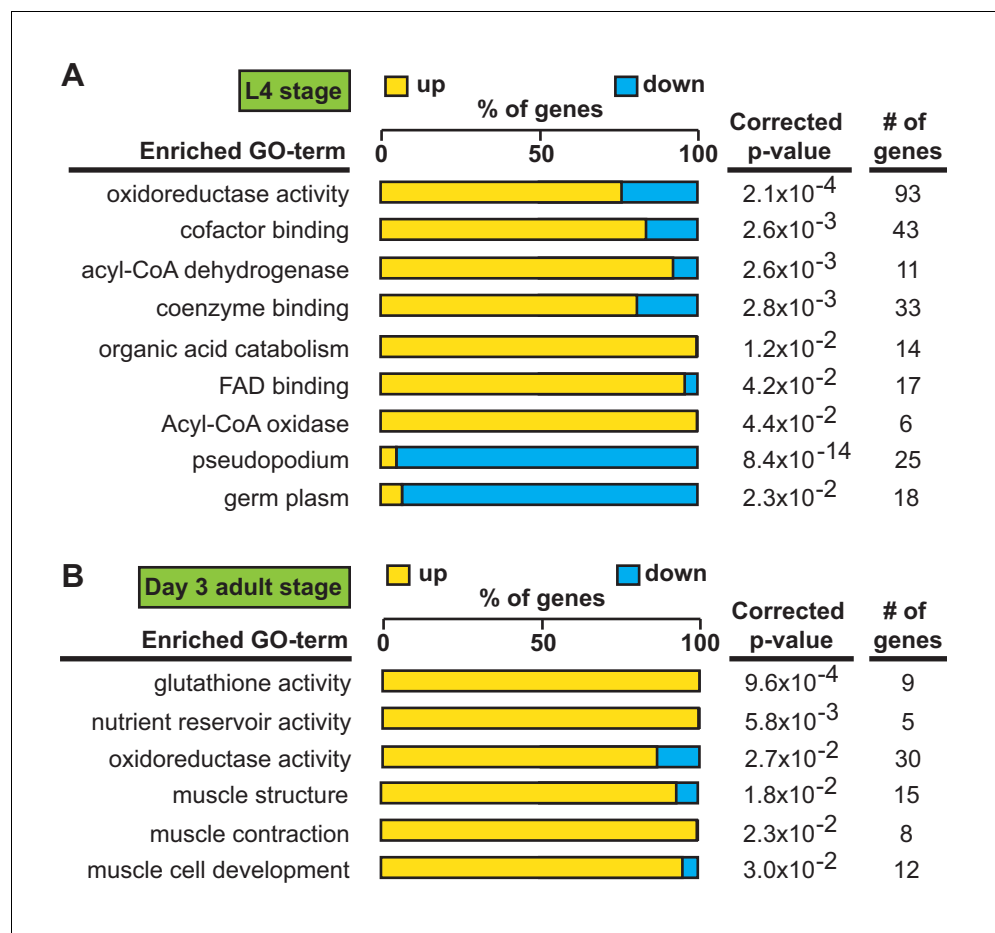 A
L4 stage
up
down
% of genes
Enriched GO-term
0
50
100
Corrected
p-value
# of
genes
oxidoreductase activity 2.1x10^-4 93
cofactor binding 2.6x10^-3 43
acyl-CoA dehydrogenase 2.6x10^-3 11
coenzyme binding 2.8x10^-3 33
organic acid catabolism 1.2x10^-2 14
FAD binding 4.2x10^-2 17
Acyl-CoA oxidase 4.4x10^-2 6
pseudopodium 8.4x10^-14 25
germ plasm 2.3x10^-2 18
B
Day 3 adult stage
up
down
% of genes
Enriched GO-term
0
50
100
Corrected
p-value
# of
genes
glutathione activity 9.6x10^-4 9
nutrient reservoir activity 5.8x10^-3 5
oxidoreductase activity 2.7x10^-2 30
muscle structure 1.8x10^-2 15
muscle contraction 2.3x10^-2 8
muscle cell development 3.0x10^-2 12